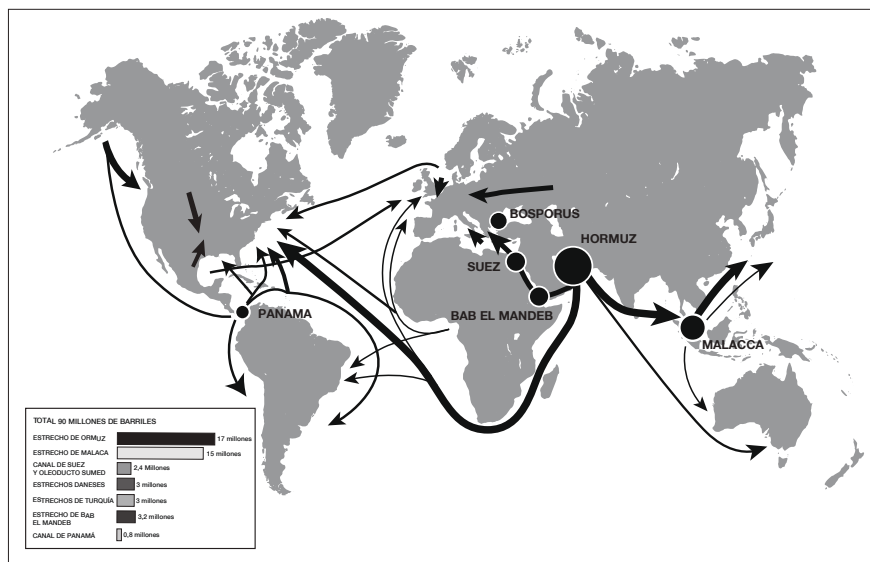 BOSPORUS
HORMUZ
SUEZ
BAB EL MANDEB
PANAMA
MALACCA
TOTAL 90 MILLONES DE BARRILES
ESTRECHO DE ORMUZ 17 millones
ESTRECHO DE MALACA 15 millones
CANAL DE SUEZ
Y OLEODUCTO SUMED 2,4 Millones
ESTRECHOS DANESES 3 millones
ESTRECHOS DE TURQUÍA 3 millones
ESTRECHO DE BAB
EL MANDEB 3,2 millones
CANAL DE PANAMÁ 0,8 millones